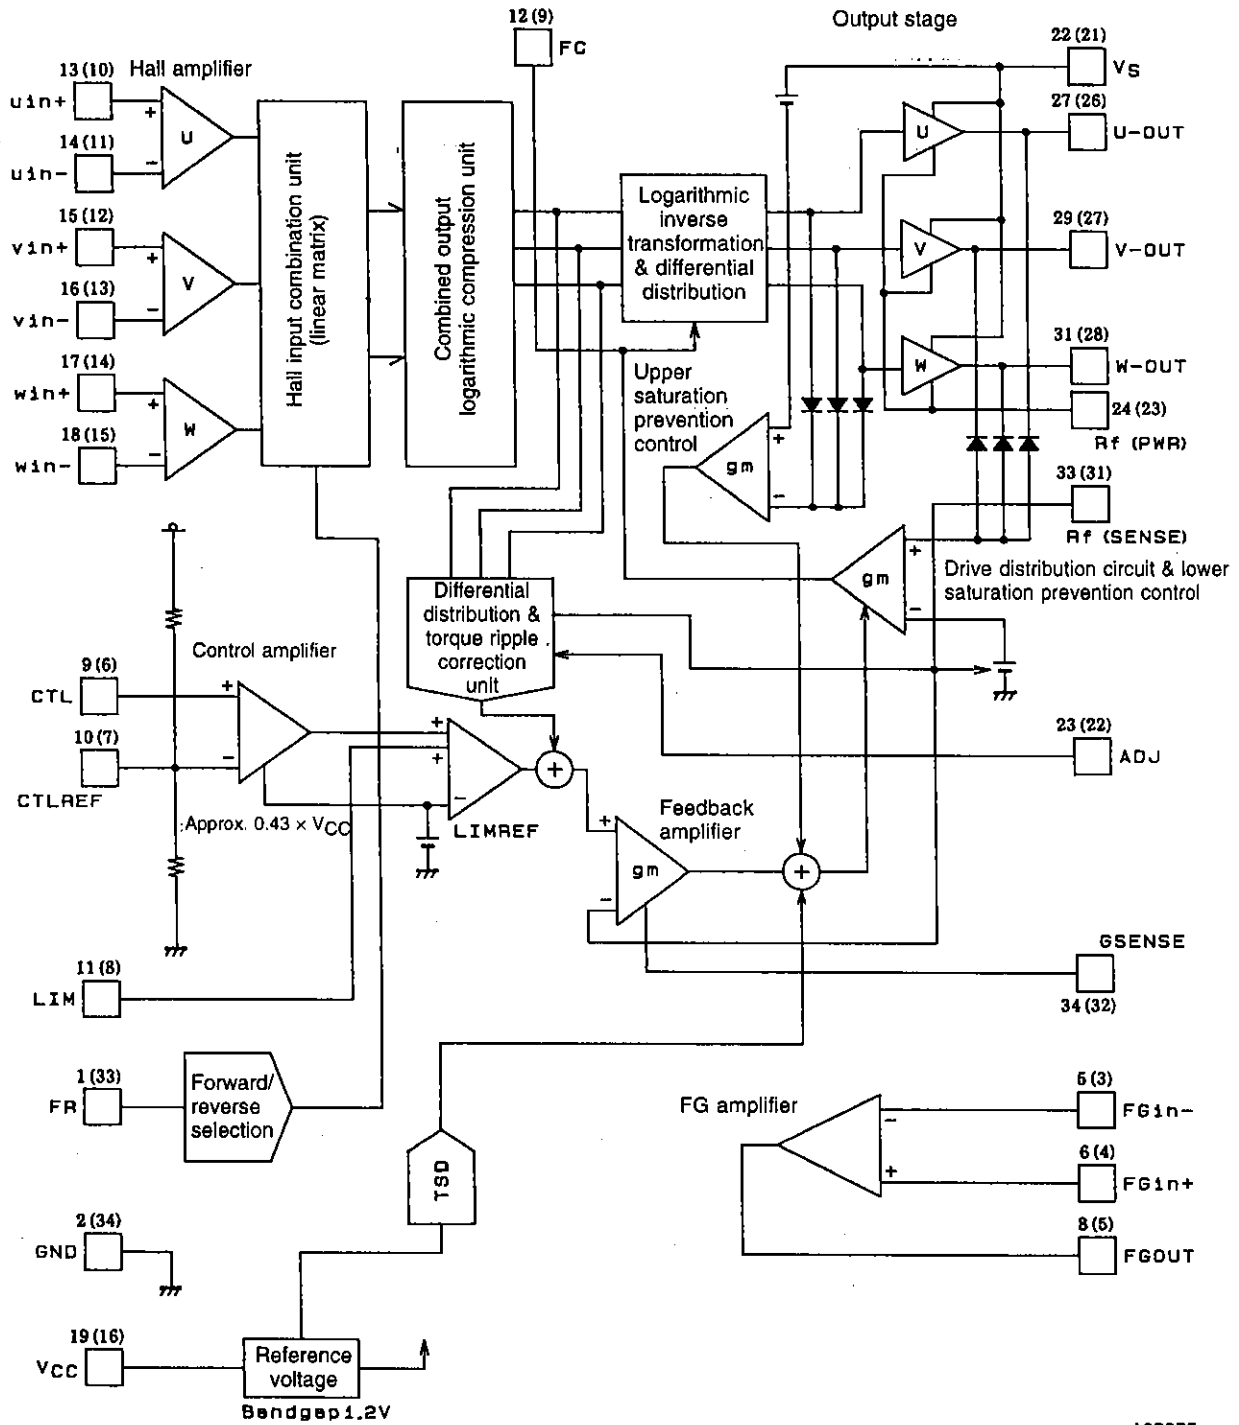 12 (9)
FC
Output stage
22 (21)
VS
13 (10)
Hall amplifier
uin+
+
U
14 (11)
−
uin-
27 (26)
U
U-OUT
15 (12)
vin+
+
V
16 (13)
−
vin-
29 (27)
V
V-OUT
17 (14)
win+
+
W
18 (15)
−
win-
31 (28)
W
W-OUT
24 (23)
Rf (PWR)
33 (31)
Rf (SENSE)
Hall input combination unit
(linear matrix)
Combined output
logarithmic compression unit
Logarithmic
inverse
transformation
& differential
distribution
Upper
saturation
prevention
control
+
gm
−
+
gm
−
Drive distribution circuit & lower
saturation prevention control
Differential
distribution &
torque ripple
correction
unit
Control amplifier
9 (6)
CTL
+
10 (7)
−
CTLREF
Approx. 0.43 × VCC
+
+
−
LIMREF
+
23 (22)
ADJ
Feedback
amplifier
+
gm
−
+
GSENSE
34 (32)
11 (8)
LIM
1 (33)
FR
Forward/
reverse
selection
TSD
FG amplifier
5 (3)
−
FGin-
6 (4)
+
FGin+
8 (5)
FGOUT
2 (34)
GND
19 (16)
VCC
Reference
voltage
Bandgap1.2V